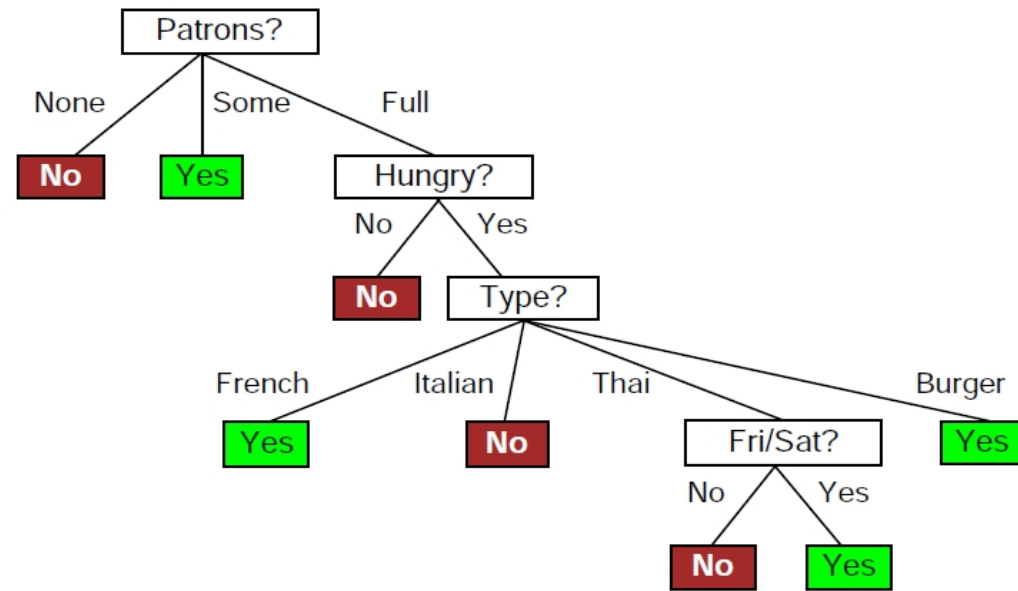 Patrons?
None Some Full
No Yes Hungry?
No Yes
No Type?
French Italian Thai Burger
Yes No Fri/Sat? Yes
No Yes
No Yes